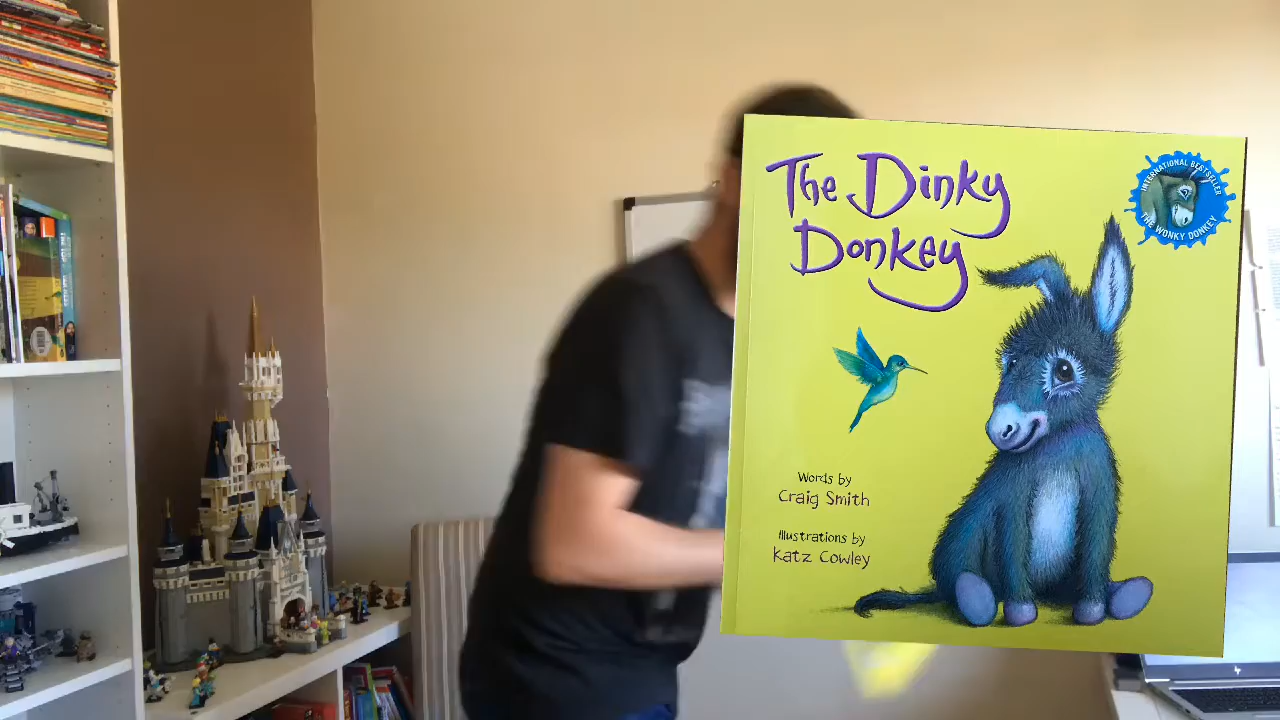 The Dinky
Donkey
INTERNATIONAL BESTSELLER
THE WONKY DONKEY
Words by
Craig Smith
Illustrations by
Katz Cowley